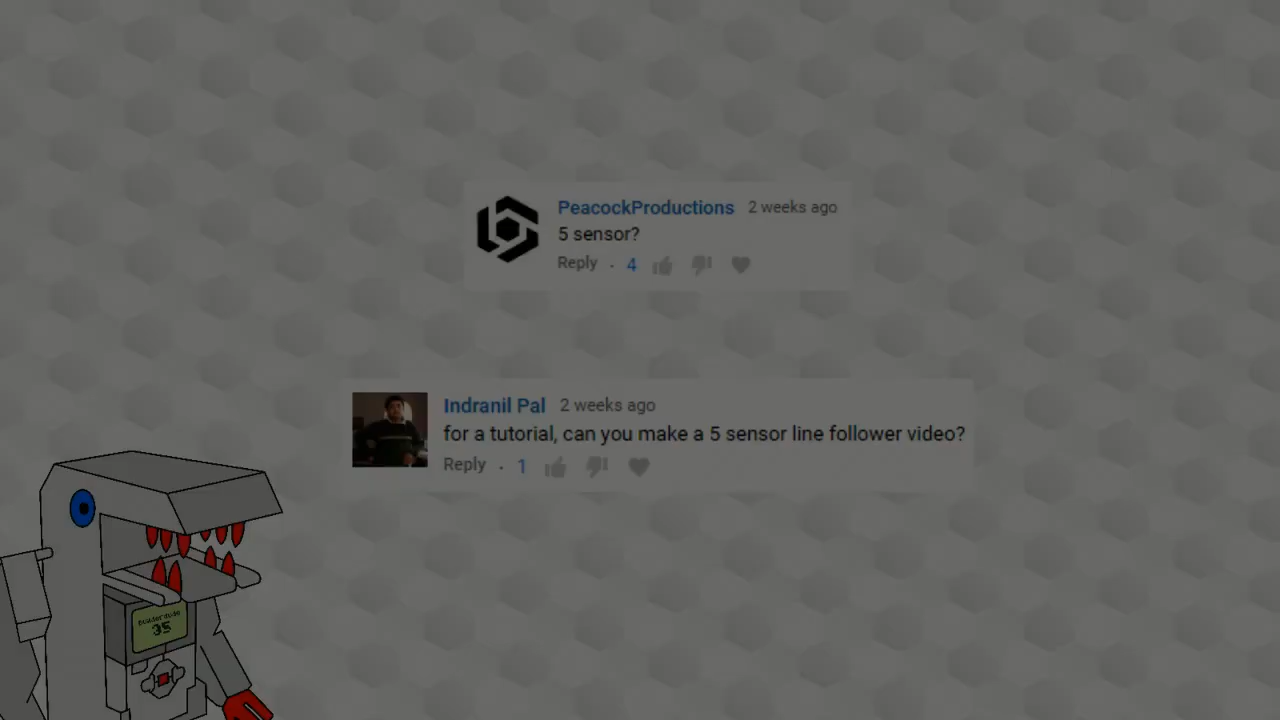 PeacockProductions 2 weeks ago
5 sensor?
Reply · 4
Indranil Pal 2 weeks ago
for a tutorial, can you make a 5 sensor line follower video?
Reply · 1
35